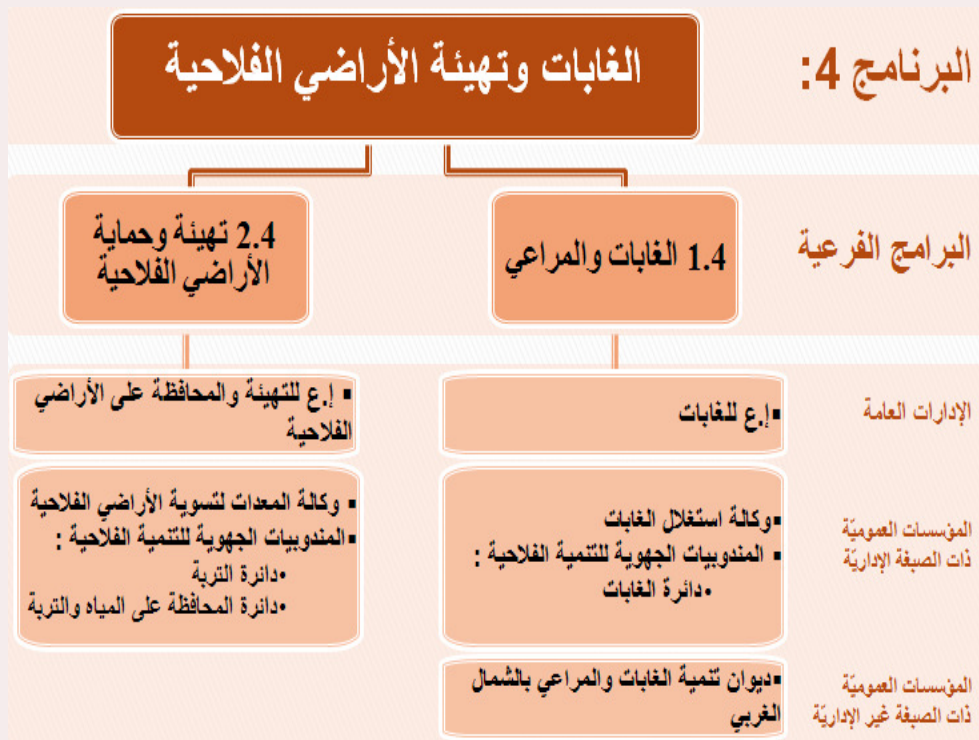 البرنامج 4:
الغابات وتهيئة الأراضي الفلاحية
البرامج الفرعية
1.4 الغابات والمراعي
2.4 تهيئة وحماية
الأراضي الفلاحية
الإدارات العامة
▪إ.ع للغابات
▪ إ.ع للتهيئة والمحافظة على الأراضي
الفلاحية
المؤسسات العموميّة
ذات الصبغة الإداريّة
▪وكالة استغلال الغابات
▪ المندوبيات الجهوية للتنمية الفلاحية :
•دائرة الغابات
▪ وكالة المعدات لتسوية الأراضي الفلاحية
▪المندوبيات الجهوية للتنمية الفلاحية :
•دائرة التربة
•دائرة المحافظة على المياه والتربة
المؤسسات العموميّة
ذات الصبغة غير الإداريّة
▪ديوان تنمية الغابات والمراعي بالشمال
الغربي